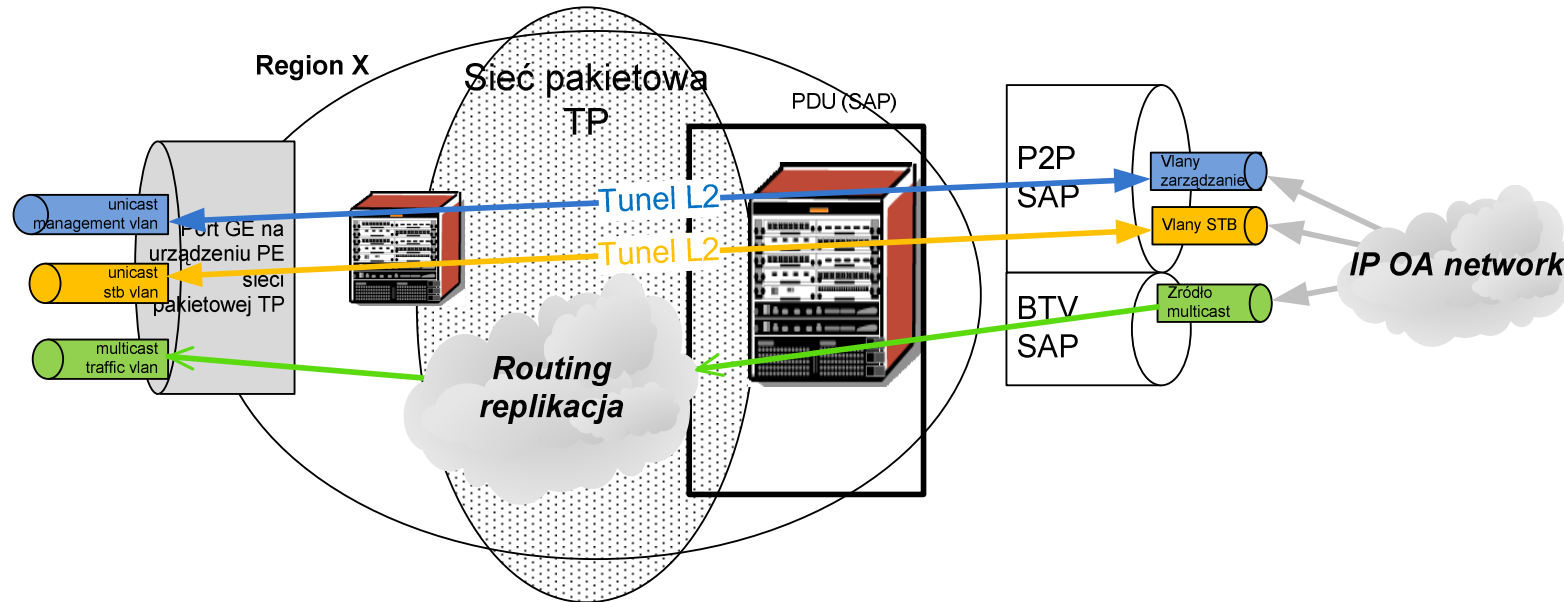 Region X
Sieć pakietowa
TP
PDU (SAP)
unicast
management vlan
unicast
stb vlan
multicast
traffic vlan
Port GE na
urządzeniu PE
sieci
pakietowej TP
Tunel L2
Tunel L2
Routing
replikacja
P2P
SAP
BTV
SAP
Vlany
zarządzanie
Vlany STB
Źródło
multicast
IP OA network